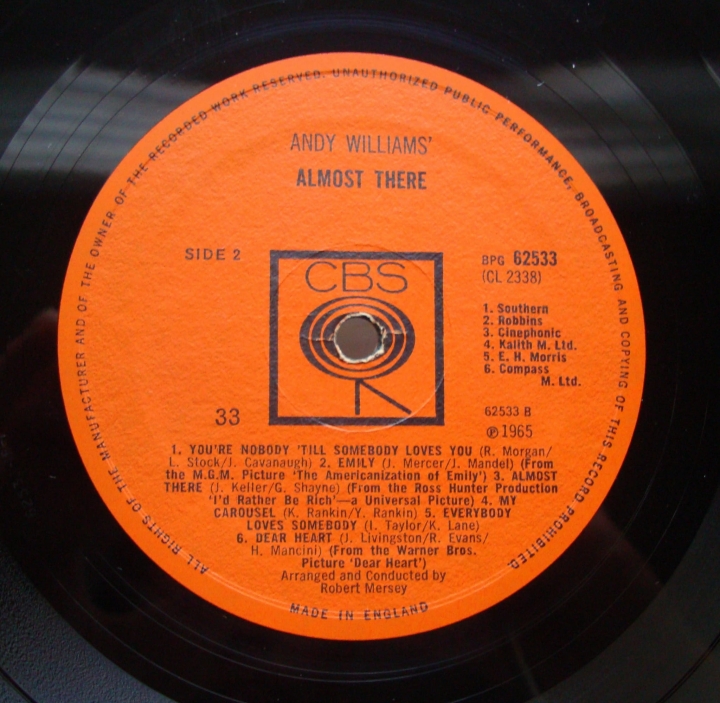 ALL RIGHTS OF THE MANUFACTURER AND OF THE OWNER OF THE RECORDED WORK RESERVED. UNAUTHORIZED PUBLIC PERFORMANCE, BROADCASTING AND COPYING OF THIS RECORD PROHIBITED.
ANDY WILLIAMS'
ALMOST THERE
SIDE 2
CBS
BPG 62533
(CL 2338)
1. Southern
2. Robbins
3. Cinephonic
4. Kalith M. Ltd.
5. E. H. Morris
6. Compass
M. Ltd.
33
62533 B
℗ 1965
1. YOU'RE NOBODY 'TILL SOMEBODY LOVES YOU (R. Morgan/
L. Stock/J. Cavanaugh) 2. EMILY (J. Mercer/J. Mandel) (From
the M.G.M. Picture 'The Americanization of Emily') 3. ALMOST
THERE (J. Keller/G. Shayne) (From the Ross Hunter Production
'I'd Rather Be Rich'—a Universal Picture) 4. MY
CAROUSEL (K. Rankin/Y. Rankin) 5. EVERYBODY
LOVES SOMEBODY (I. Taylor/K. Lane)
6. DEAR HEART (J. Livingston/R. Evans/
H. Mancini) (From the Warner Bros.
Picture 'Dear Heart')
Arranged and Conducted by
Robert Mersey
MADE IN ENGLAND